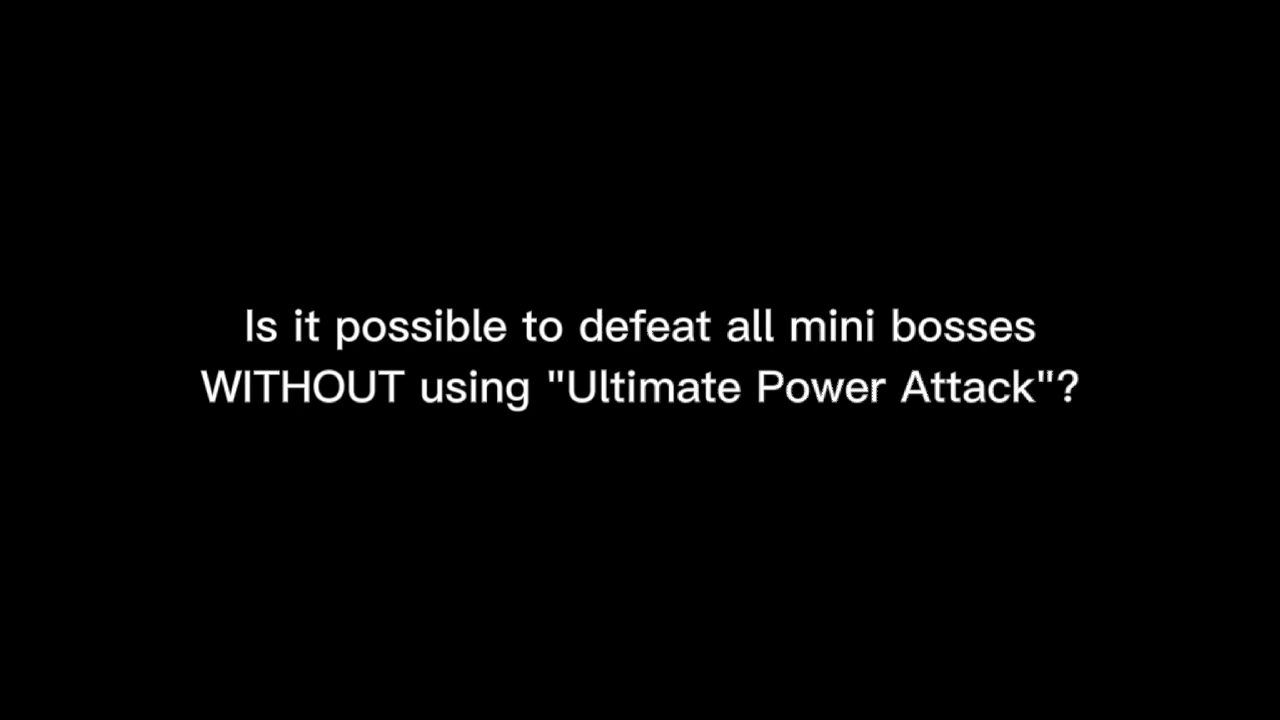 Is it possible to defeat all mini bosses
WITHOUT using "Ultimate Power Attack"?